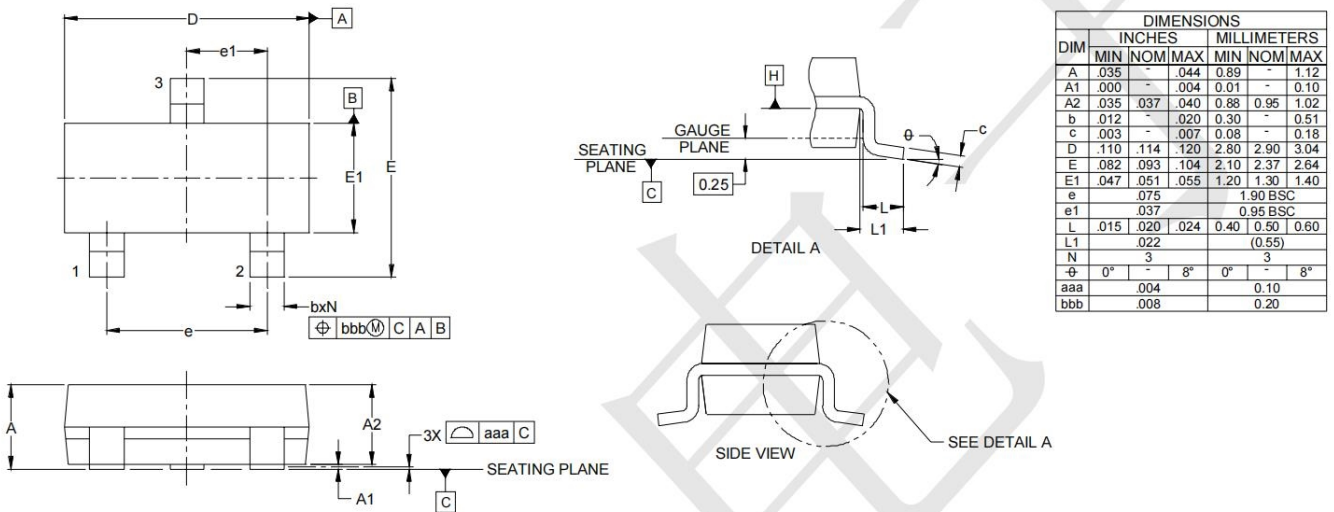 D
A
e1
3
B
E1
E
1
2
bxN
e
⌖ bbbⓂ C A B
A
A2
3X ⌓ aaa C
SEATING PLANE
A1
C
H
GAUGE
PLANE
SEATING
PLANE
C
0.25
θ
c
L
L1
DETAIL A
SIDE VIEW
SEE DETAIL A
DIMENSIONS
DIM INCHES MILLIMETERS
MIN NOM MAX MIN NOM MAX
A .035 - .044 0.89 - 1.12
A1 .000 - .004 0.01 - 0.10
A2 .035 .037 .040 0.88 0.95 1.02
b .012 - .020 0.30 - 0.51
c .003 - .007 0.08 - 0.18
D .110 .114 .120 2.80 2.90 3.04
E .082 .093 .104 2.10 2.37 2.64
E1 .047 .051 .055 1.20 1.30 1.40
e .075 1.90 BSC
e1 .037 0.95 BSC
L .015 .020 .024 0.40 0.50 0.60
L1 .022 (0.55)
N 3 3
θ 0° - 8° 0° - 8°
aaa .004 0.10
bbb .008 0.20